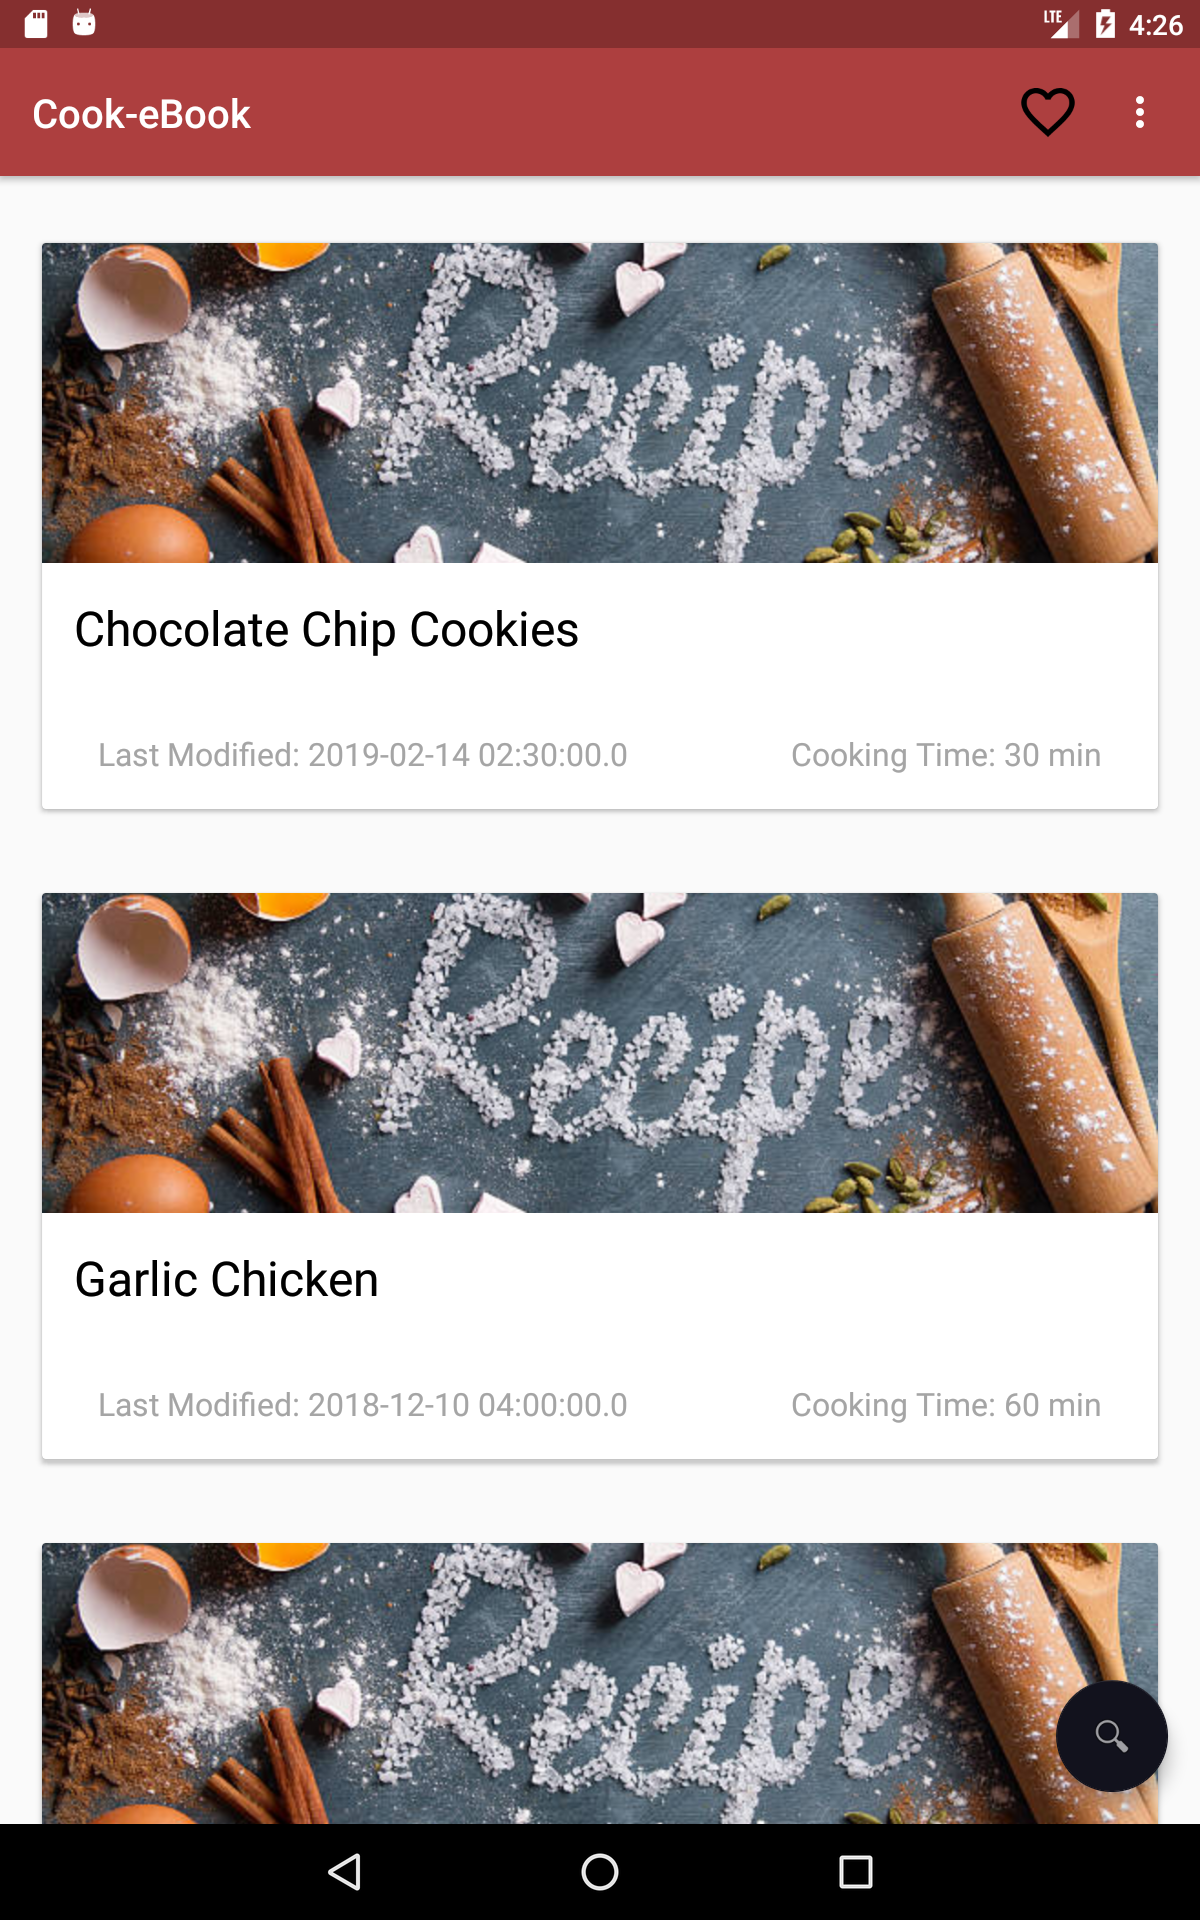 LTE 4:26
Cook-eBook
Recipe
Chocolate Chip Cookies
Last Modified: 2019-02-14 02:30:00.0 Cooking Time: 30 min
Recipe
Garlic Chicken
Last Modified: 2018-12-10 04:00:00.0 Cooking Time: 60 min
Recipe